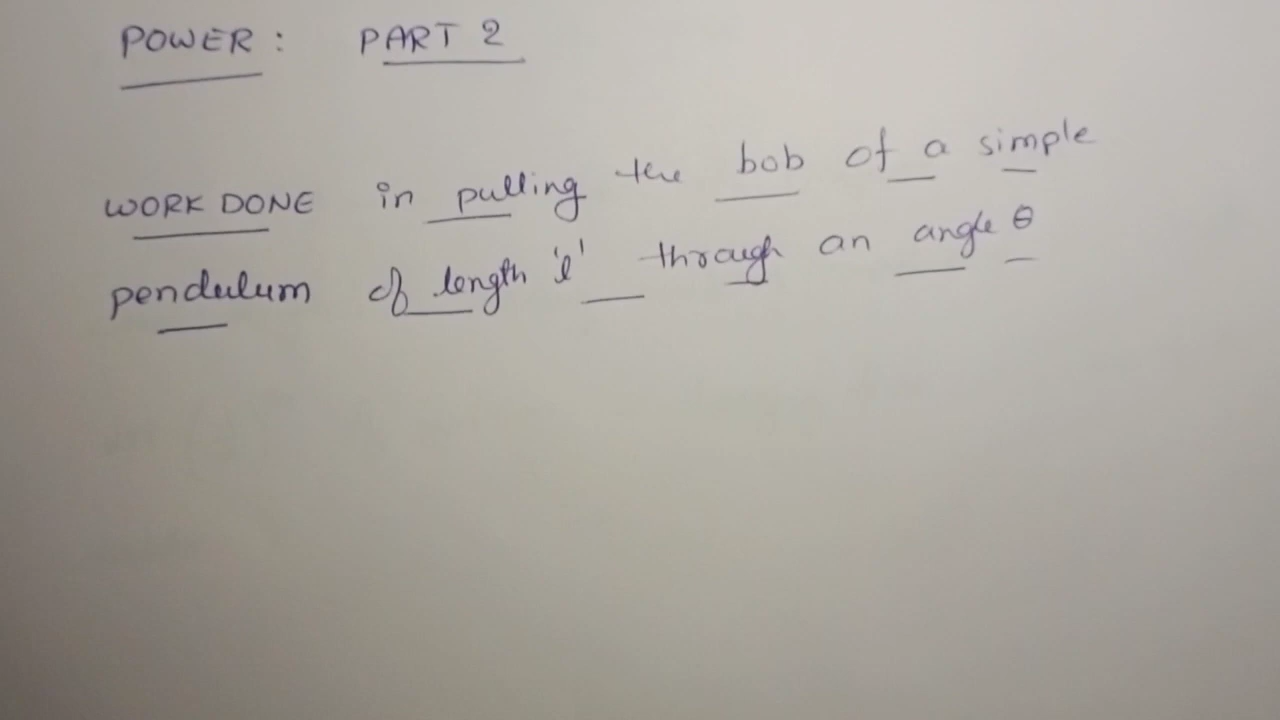 POWER: PART 2
WORK DONE in pulling the bob of a simple
pendulum of length 'l' through an angle θ